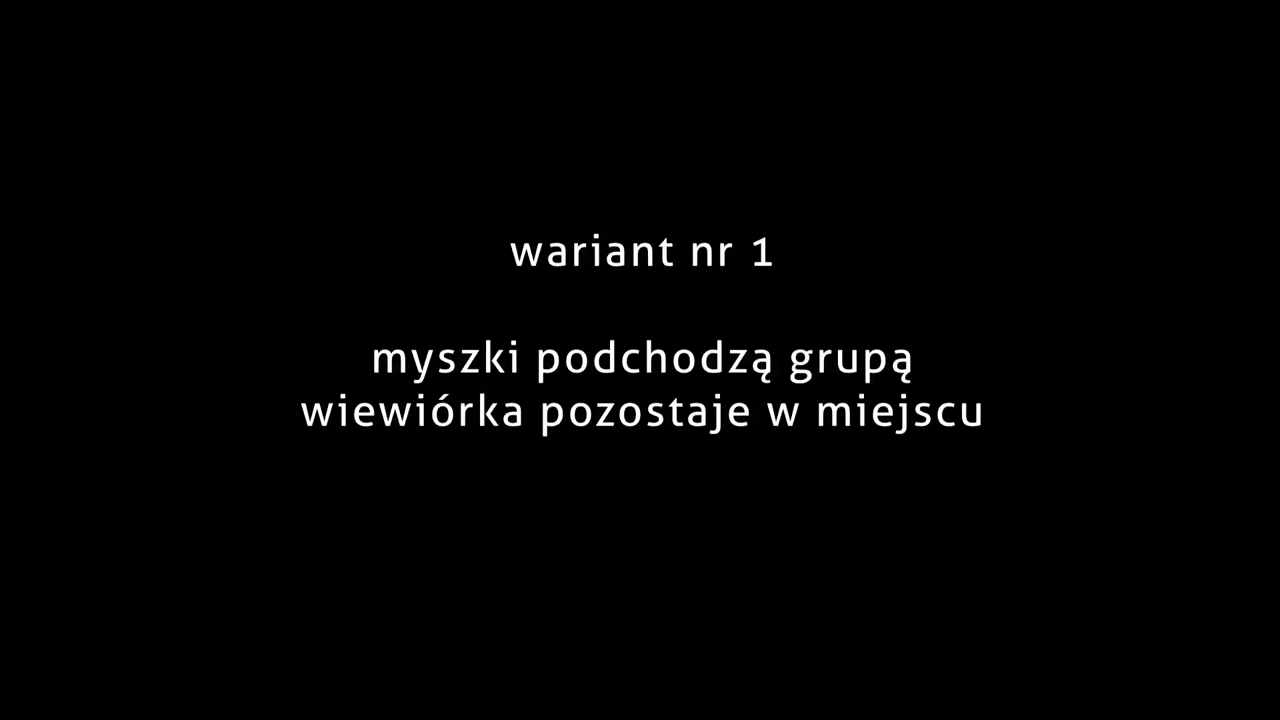 wariant nr 1
myszki podchodzą grupą
wiewiórka pozostaje w miejscu